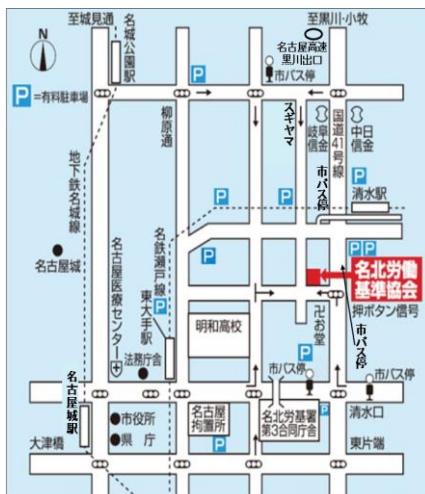 至城見通
至黒川・小牧
N
名城公園駅
名古屋高速
黒川出口
市バス停
P
P=有料駐車場
柳原通
スギヤマ
岐阜信金
国道41号線
中日信金
P
市バス停
清水駅
地下鉄名城線
P
P
名古屋城
名古屋医療センター
名鉄瀬戸線
P
PP
名北労働
基準協会
東大手駅
P
押ボタン信号
明和高校
卍お堂
市バス停
法務庁舎
P
市バス停
名古屋城駅
清水口
市役所
県庁
名古屋
拘置所
P
名北労基署
第3合同庁舎
P
大津橋
東片端